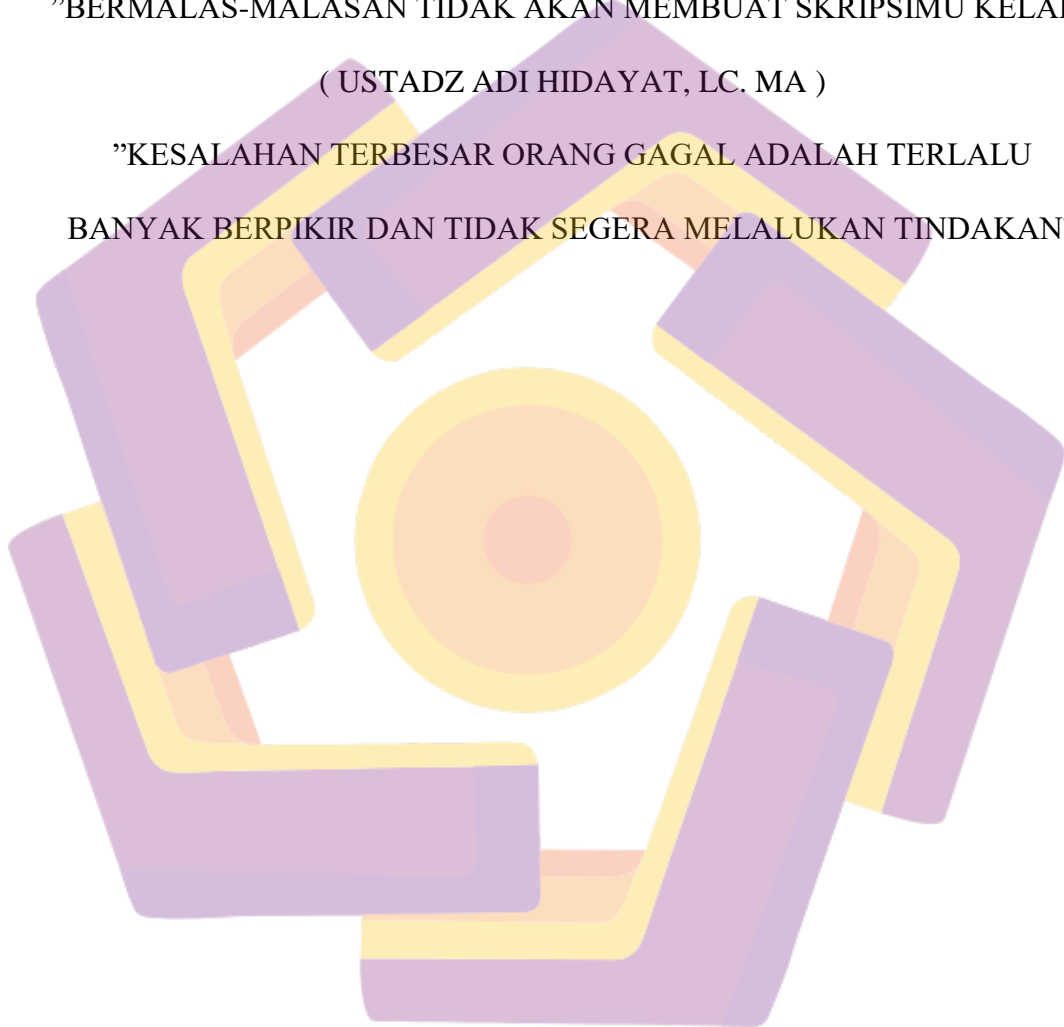 ”BERMALAS-MALASAN TIDAK AKAN MEMBUAT SKRIPSIMU
( USTADZ ADI HIDAYAT, LC. MA )
”KESALAHAN TERBESAR ORANG GAGAL ADALAH TERLALU
BANYAK BERPIKIR DAN TIDAK SEGERA MELALUKAN TINDAKAN